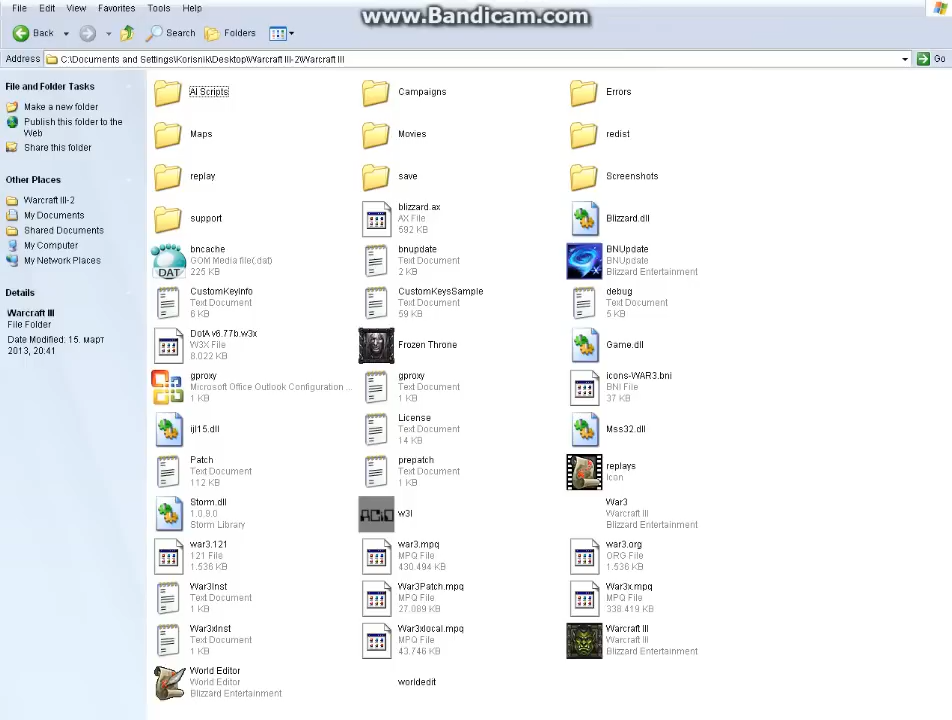 File Edit View Favorites Tools Help
www.Bandicam.com
Back Search Folders
Address C:\Documents and Settings\Korisnik\Desktop\Warcraft III-2\Warcraft III Go
File and Folder Tasks
Make a new folder
Publish this folder to the
Web
Share this folder
Other Places
Warcraft III-2
My Documents
Shared Documents
My Computer
My Network Places
Details
Warcraft III
File Folder
Date Modified: 15. март
2013, 20:41
AI Scripts
Campaigns
Errors
Maps
Movies
redist
replay
save
Screenshots
support
blizzard.ax
AX File
592 KB
Blizzard.dll
bncache
GOM Media file(.dat)
225 KB
DAT
bnupdate
Text Document
2 KB
BNUpdate
BNUpdate
Blizzard Entertainment
CustomKeyInfo
Text Document
6 KB
CustomKeysSample
Text Document
59 KB
debug
Text Document
5 KB
DotA v6.77b.w3x
W3X File
8.022 KB
Frozen Throne
Game.dll
gproxy
Microsoft Office Outlook Configuration ...
1 KB
gproxy
Text Document
1 KB
icons-WAR3.bni
BNI File
37 KB
ijl15.dll
License
Text Document
14 KB
Mss32.dll
Patch
Text Document
112 KB
prepatch
Text Document
1 KB
replays
Icon
Storm.dll
1.0.9.0
Storm Library
ACiD
w3l
War3
Warcraft III
Blizzard Entertainment
war3.121
121 File
1.536 KB
war3.mpq
MPQ File
430.494 KB
war3.org
ORG File
1.536 KB
War3Inst
Text Document
1 KB
War3Patch.mpq
MPQ File
27.089 KB
War3x.mpq
MPQ File
338.419 KB
War3xInst
Text Document
1 KB
War3xlocal.mpq
MPQ File
43.746 KB
Warcraft III
Warcraft III
Blizzard Entertainment
World Editor
World Editor
Blizzard Entertainment
worldedit